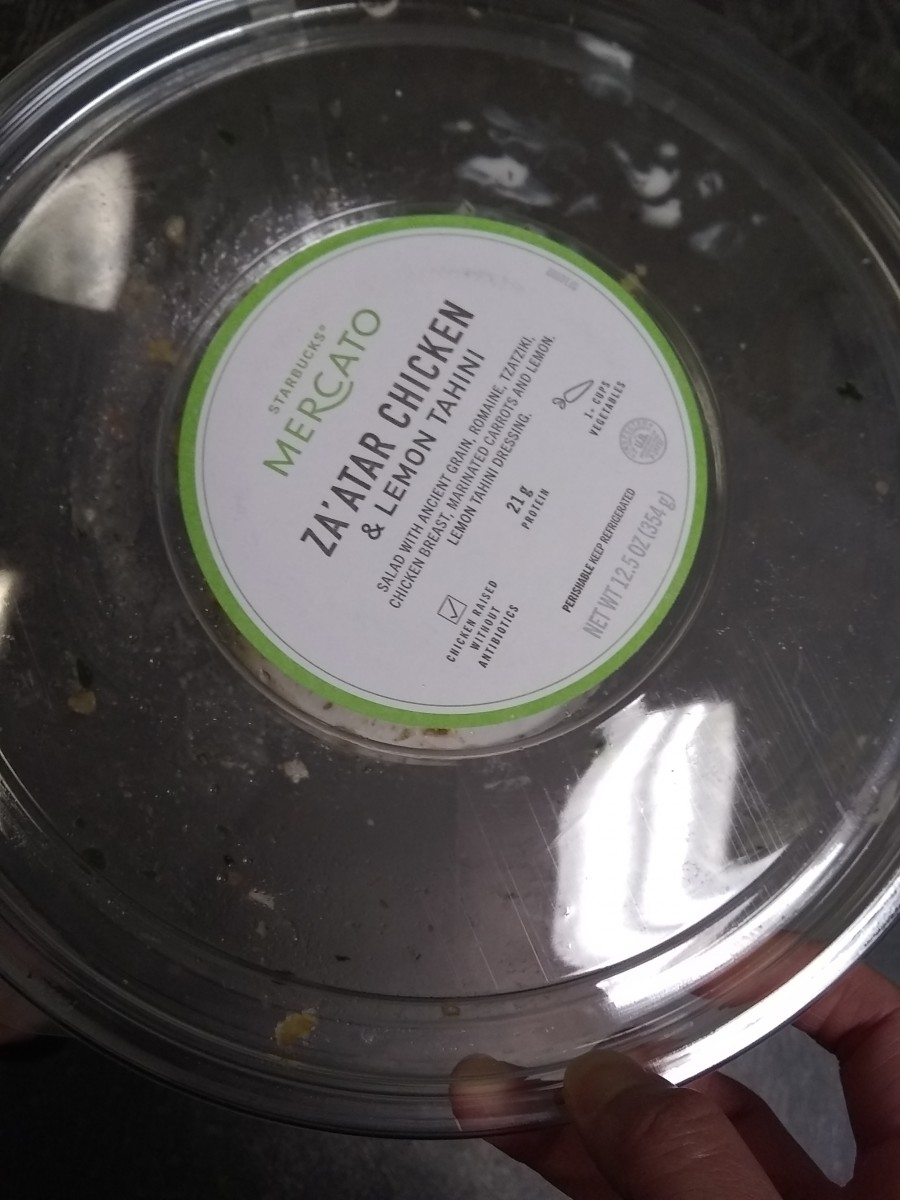 STARBUCKS®
MERCATO
ZA'ATAR CHICKEN
& LEMON TAHINI
SALAD WITH ANCIENT GRAIN, ROMAINE, TZATZIKI,
CHICKEN BREAST, MARINATED CARROTS AND LEMON.
LEMON TAHINI DRESSING.
CHICKEN RAISED
WITHOUT
ANTIBIOTICS
21g
PROTEIN
1+ CUPS
VEGETABLES
PERISHABLE KEEP REFRIGERATED
NET WT 12.5 OZ (354g)